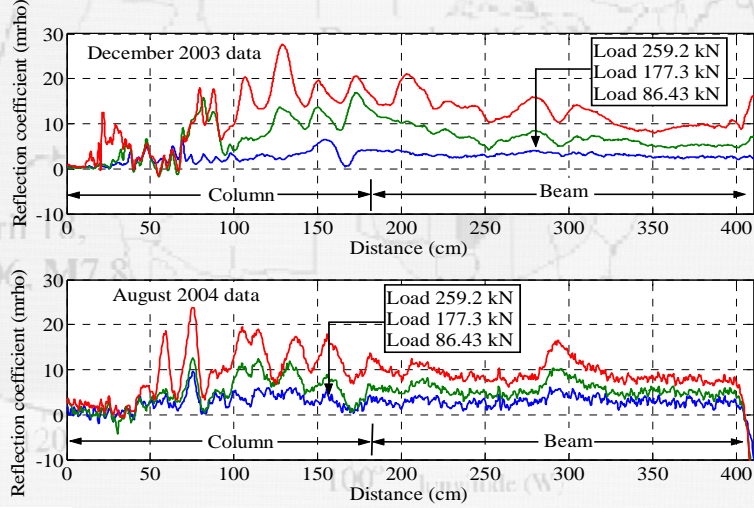 Reflection coefficient (mrho)
30
20
10
0
-10
December 2003 data
Load 259.2 kN
Load 177.3 kN
Load 86.43 kN
Column
Beam
0 50 100 150 200 250 300 350 400
Distance (cm)
Reflection coefficient (mrho)
30
20
10
0
-10
August 2004 data
Load 259.2 kN
Load 177.3 kN
Load 86.43 kN
Column
Beam
0 50 100 150 200 250 300 350 400
Distance (cm)
M7.8
100°
(W)